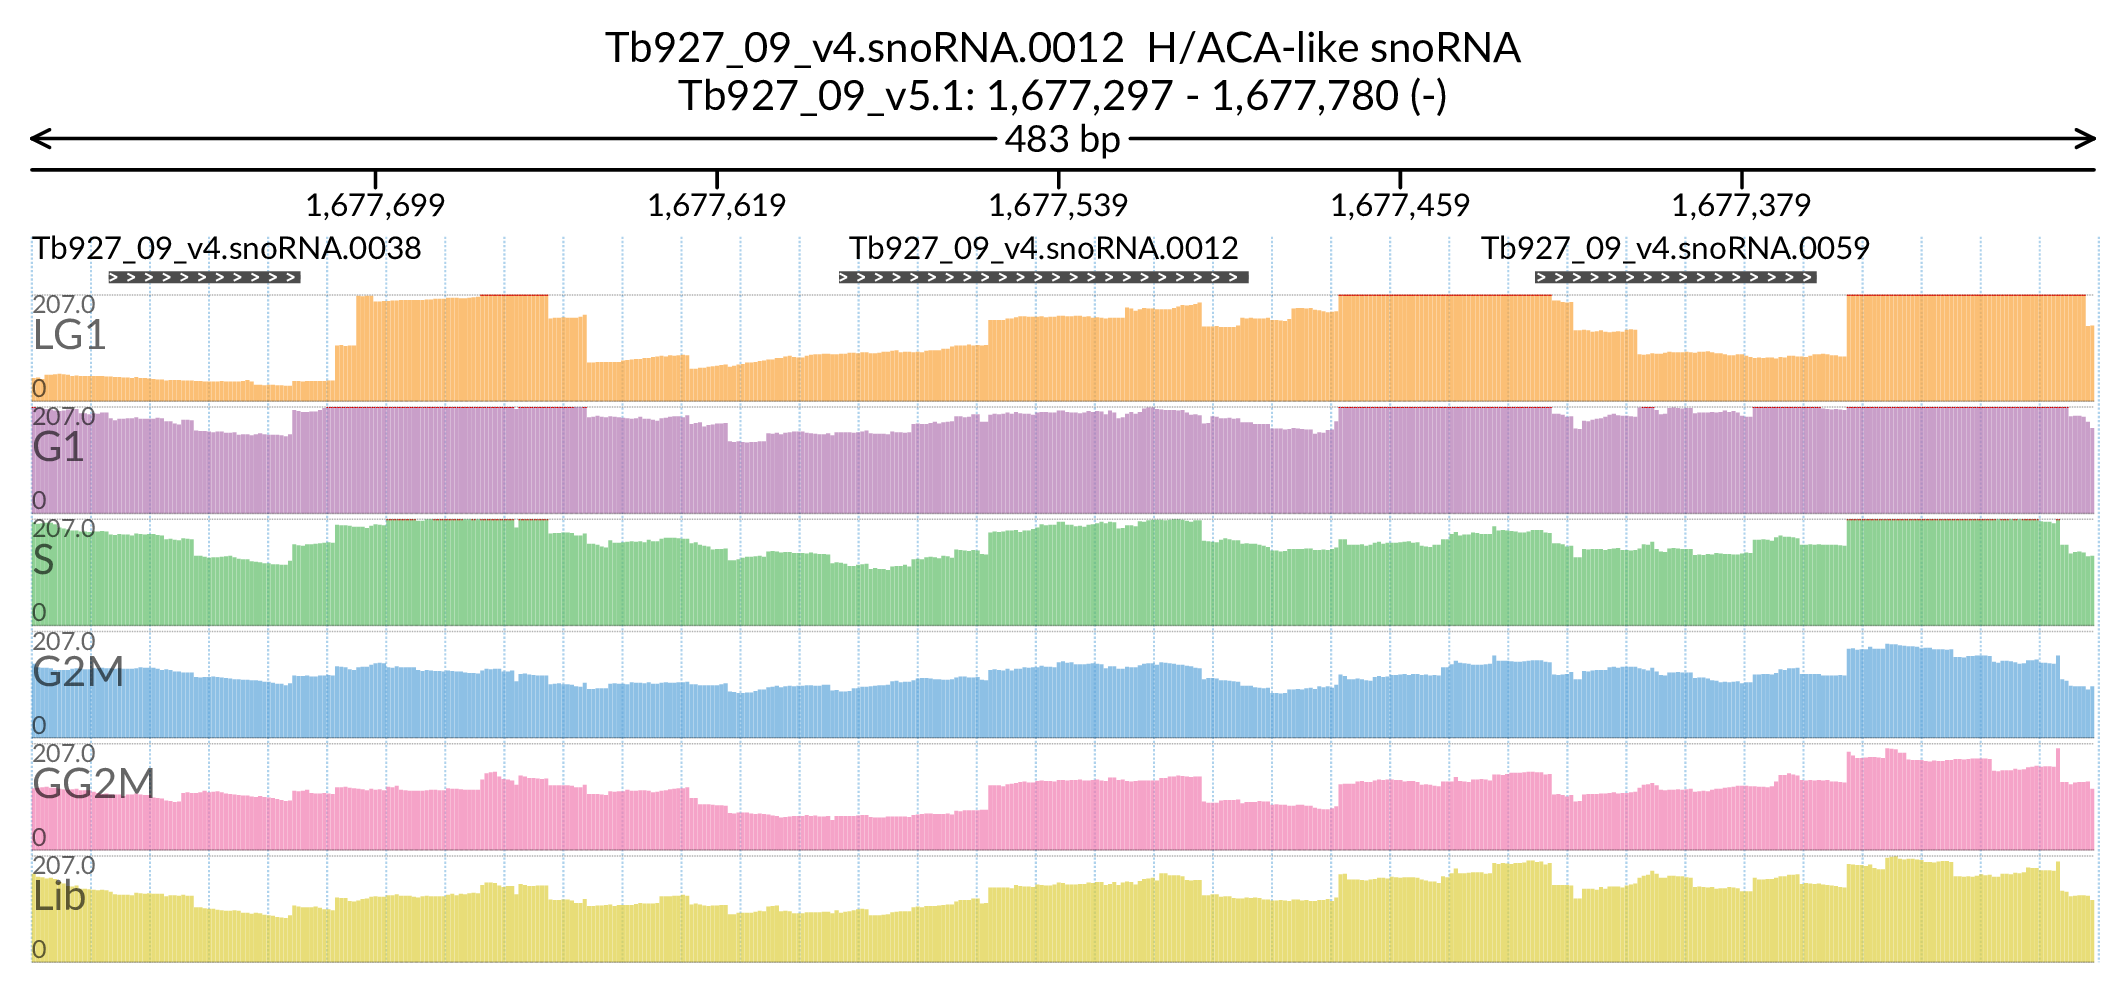 Tb927_09_v4.snoRNA.0012  H/ACA-like snoRNA
Tb927_09_v5.1: 1,677,297 - 1,677,780 (-)
483 bp
1,677,699 1,677,619 1,677,539 1,677,459 1,677,379
Tb927_09_v4.snoRNA.0038 Tb927_09_v4.snoRNA.0012 Tb927_09_v4.snoRNA.0059
207.0
LG1
0
207.0
G1
0
207.0
S
0
207.0
G2M
0
207.0
GG2M
0
207.0
Lib
0